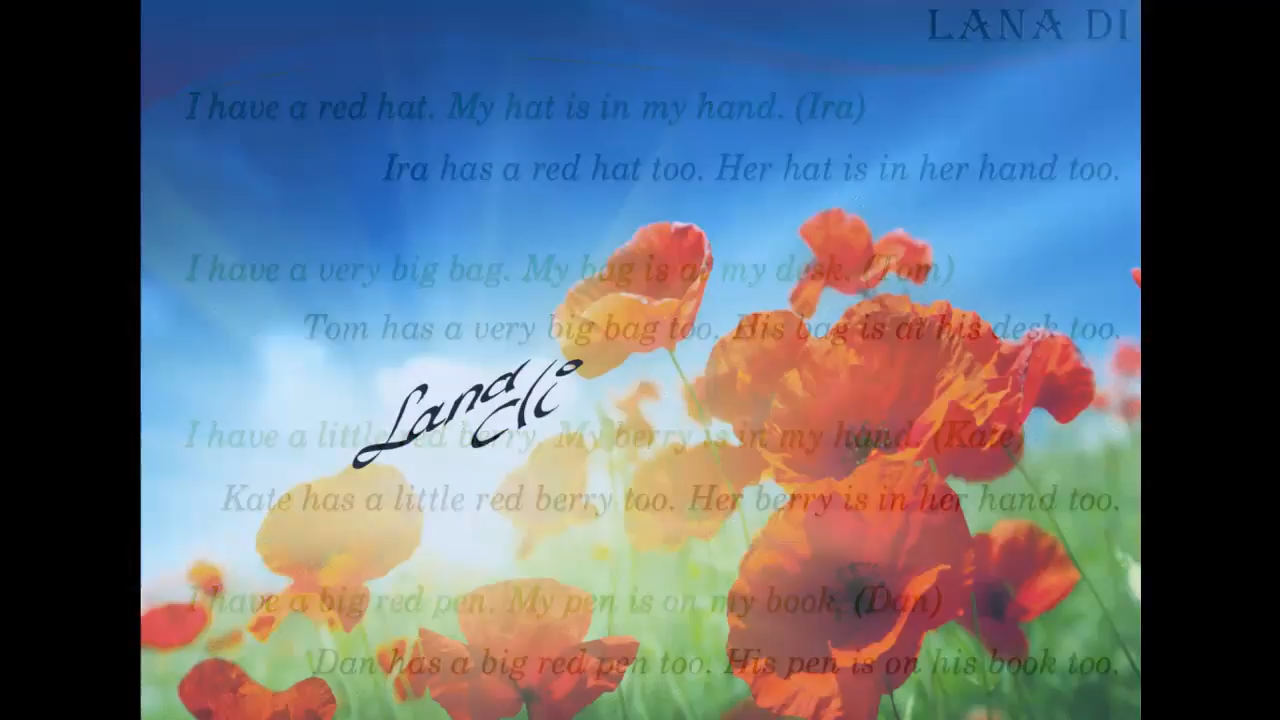 LANA DI
I have a red hat. My hat is in my hand. (Ira)
Ira has a red hat too. Her hat is in her hand too.
I have a very big bag. My bag is at my desk. (Tom)
Tom has a very big bag too. His bag is at his desk too.
Lana di
I have a little red berry. My berry is in my hand. (Kate)
Kate has a little red berry too. Her berry is in her hand too.
I have a big red pen. My pen is on my book. (Dan)
Dan has a big red pen too. His pen is on his book too.